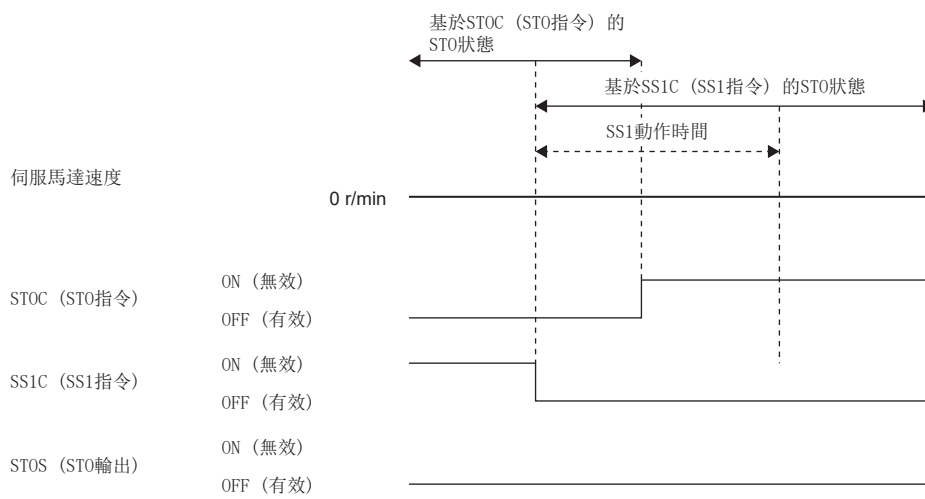 基於STOC (STO指令) 的
STO狀態
基於SS1C (SS1指令) 的STO狀態
SS1動作時間
伺服馬達速度
0 r/min
STOC (STO指令)
ON (無效)
OFF (有效)
SS1C (SS1指令)
ON (無效)
OFF (有效)
STOS (STO輸出)
ON (無效)
OFF (有效)